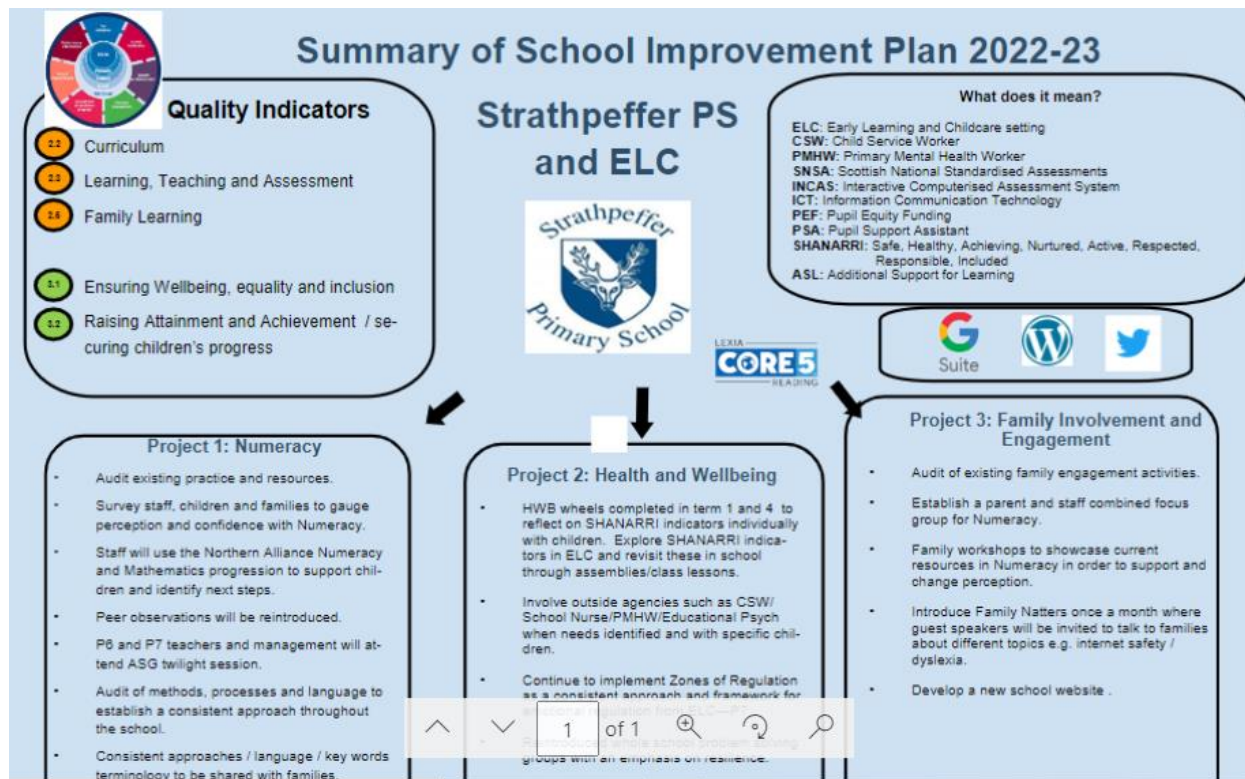 Summary of School Improvement Plan 2022-23
Strathpeffer PS
and ELC
Quality Indicators
2.2 Curriculum
2.3 Learning, Teaching and Assessment
Family Learning
3.1 Ensuring Wellbeing, equality and inclusion
Raising Attainment and Achievement / se-
curing children's progress
What does it mean?
ELC: Early Learning and Childcare setting
CSW: Child Service Worker
PMHW: Primary Mental Health Worker
SNSA: Scottish National Standardised Assessments
INCAS: Interactive Computerised Assessment System
ICT: Information Communication Technology
PEF: Pupil Equity Funding
PSA: Pupil Support Assistant
SHANARRI: Safe, Healthy, Achieving, Nurtured, Active, Respected,
Responsible, Included
ASL: Additional Support for Learning
Strathpeffer
Primary School
LEXIA
CORE5
READING
G
Suite
Project 1: Numeracy
- Audit existing practice and resources.
- Survey staff, children and families to gauge
perception and confidence with Numeracy.
- Staff will use the Northern Alliance Numeracy
and Mathematics progression to support chil-
dren and identify next steps.
- Peer observations will be reintroduced.
- P6 and P7 teachers and management will at-
tend ASG twilight session.
- Audit of methods, processes and language to
establish a consistent approach throughout
the school.
- Consistent approaches / language / key words
terminology to be shared with families.
Project 2: Health and Wellbeing
- HWB wheels completed in term 1 and 4 to
reflect on SHANARRI indicators individually
with children. Explore SHANARRI indica-
tors in ELC and revisit these in school
through assemblies/class lessons.
- Involve outside agencies such as CSW/
School Nurse/PMHW/Educational Psych
when needs identified and with specific chil-
dren.
- Continue to implement Zones of Regulation
as a consistent approach and framework for
emotional regulation from ELC—P7
- Reintroduced whole school problem solving
groups with an emphasis on resilience.
Project 3: Family Involvement and
Engagement
- Audit of existing family engagement activities.
- Establish a parent and staff combined focus
group for Numeracy.
- Family workshops to showcase current
resources in Numeracy in order to support and
change perception.
- Introduce Family Natters once a month where
guest speakers will be invited to talk to families
about different topics e.g. internet safety /
dyslexia.
- Develop a new school website .
1 of 1